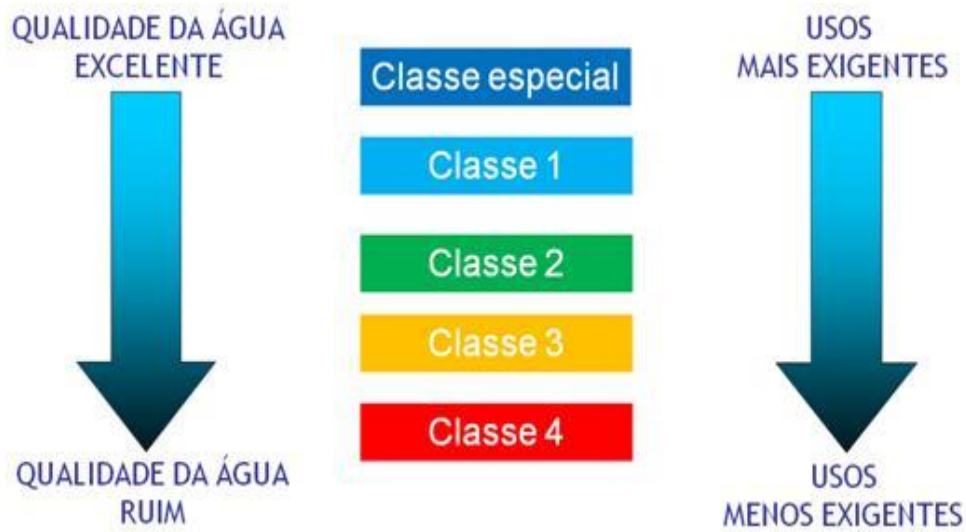 QUALIDADE DA ÁGUA
EXCELENTE
USOS
MAIS EXIGENTES
Classe especial
Classe 1
Classe 2
Classe 3
Classe 4
QUALIDADE DA ÁGUA
RUIM
USOS
MENOS EXIGENTES